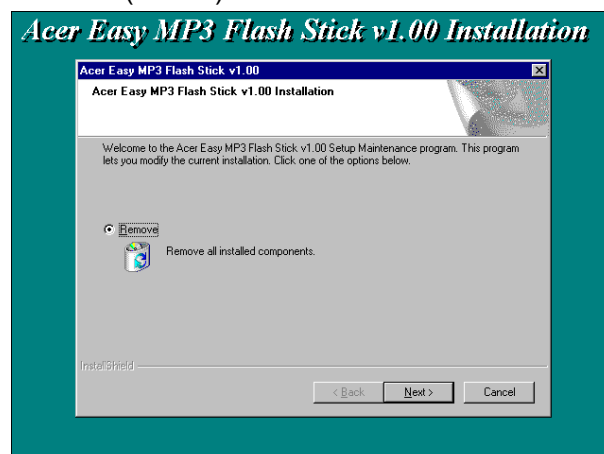 Acer Easy MP3 Flash Stick v1.00 Installation
Acer Easy MP3 Flash Stick v1.00
Acer Easy MP3 Flash Stick v1.00 Installation
Welcome to the Acer Easy MP3 Flash Stick v1.00 Setup Maintenance program. This program
lets you modify the current installation. Click one of the options below.
Remove
Remove all installed components.
InstallShield
< Back
Next >
Cancel